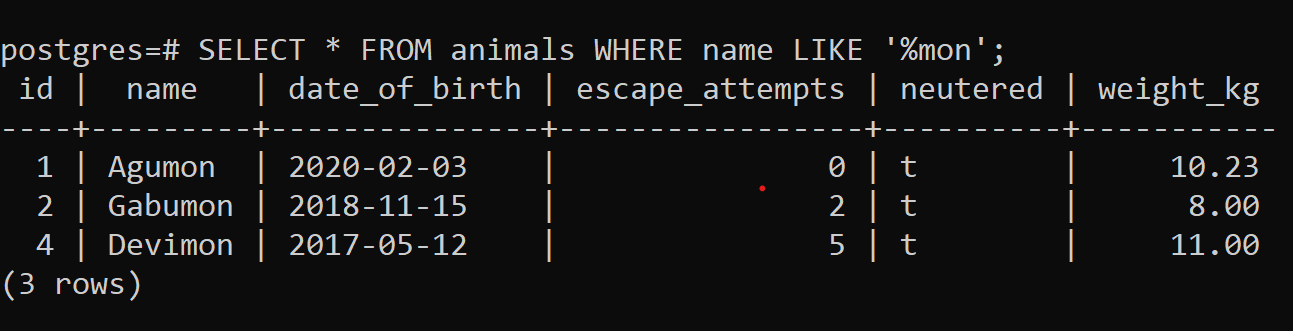 postgres=# SELECT * FROM animals WHERE name LIKE '%mon';
 id |  name   | date_of_birth | escape_attempts | neutered | weight_kg
----+---------+---------------+-----------------+----------+-----------
  1 | Agumon  | 2020-02-03    |               0 | t        |     10.23
  2 | Gabumon | 2018-11-15    |               2 | t        |      8.00
  4 | Devimon | 2017-05-12    |               5 | t        |     11.00
(3 rows)